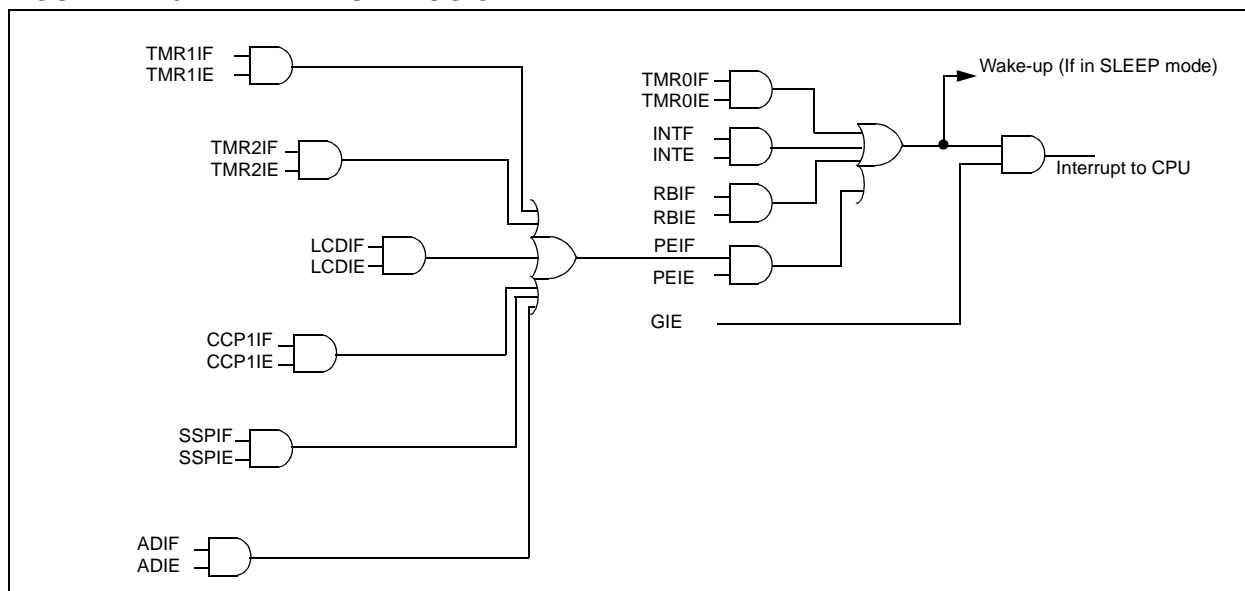 TMR1IF
TMR1IE
TMR2IF
TMR2IE
LCDIF
LCDIE
CCP1IF
CCP1IE
SSPIF
SSPIE
ADIF
ADIE
TMR0IF
TMR0IE
INTF
INTE
RBIF
RBIE
PEIF
PEIE
GIE
Wake-up (If in SLEEP mode)
Interrupt to CPU